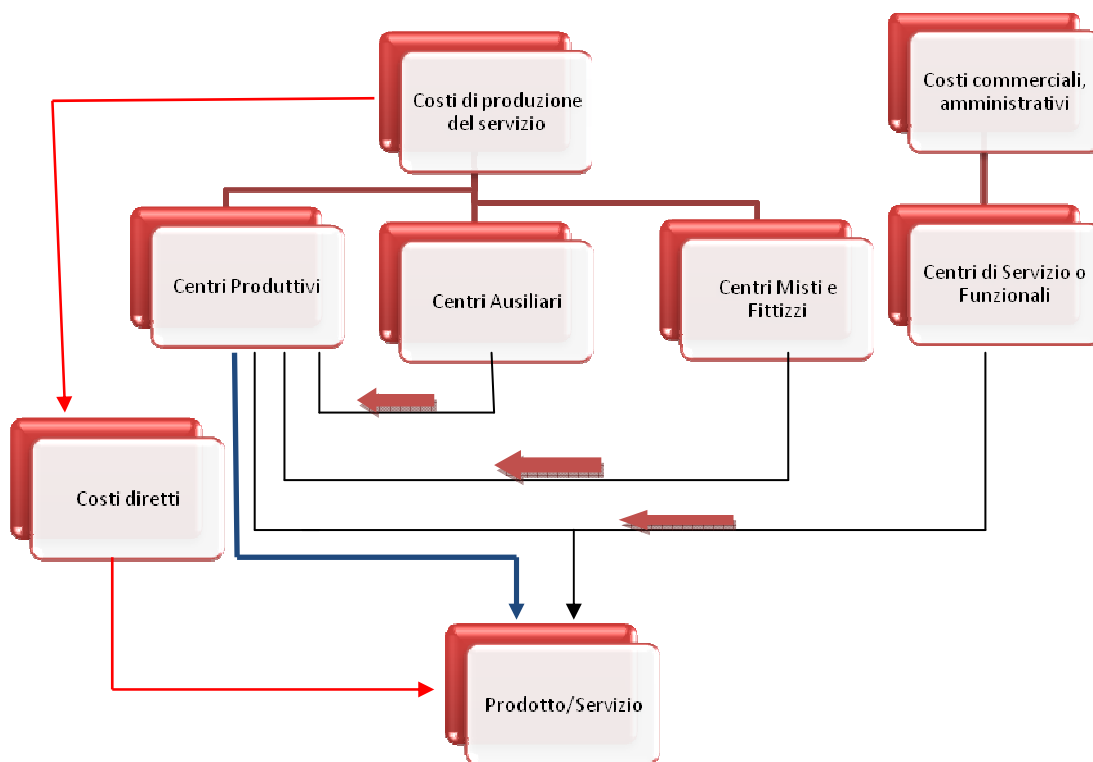 Costi di produzione
del servizio
Costi commerciali,
amministrativi
Centri Produttivi
Centri Ausiliari
Centri Misti e
Fittizzi
Centri di Servizio o
Funzionali
Costi diretti
Prodotto/Servizio